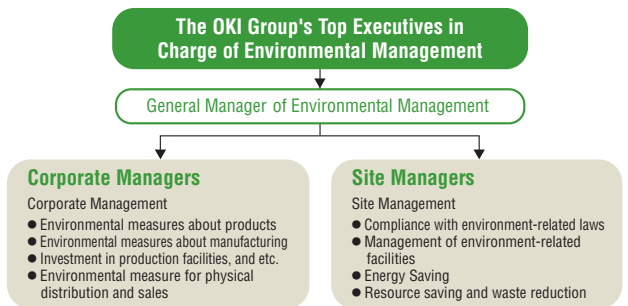 The OKI Group's Top Executives in
Charge of Environmental Management
General Manager of Environmental Management
Corporate Managers
Corporate Management
● Environmental measures about products
● Environmental measures about manufacturing
● Investment in production facilities, and etc.
● Environmental measure for physical
distribution and sales
Site Managers
Site Management
● Compliance with environment-related laws
● Management of environment-related
facilities
● Energy Saving
● Resource saving and waste reduction